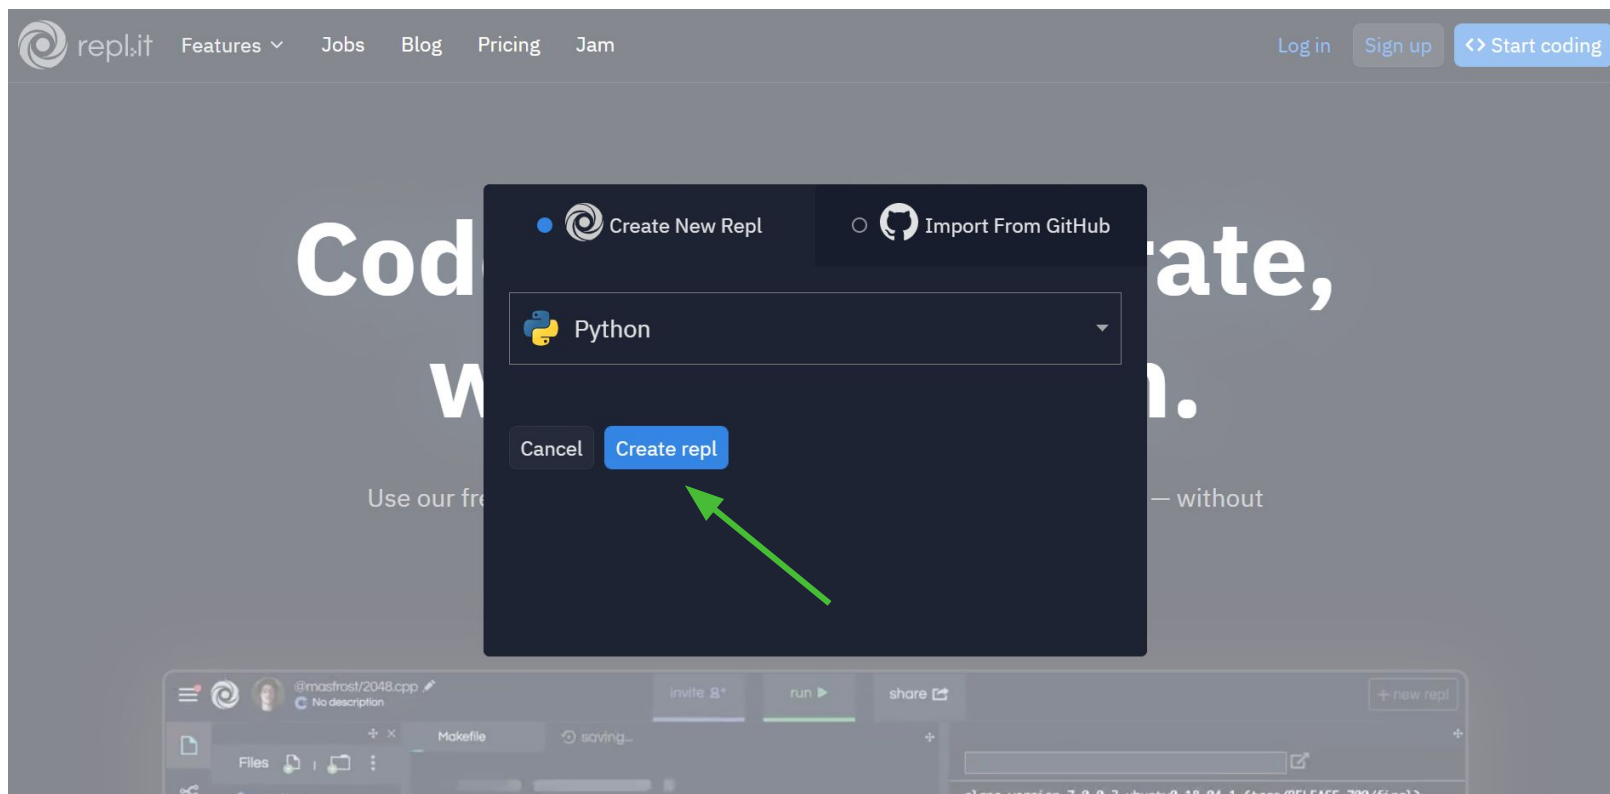 repl.it Features Jobs Blog Pricing Jam Log in Sign up <> Start coding
Create New Repl Import From GitHub
Python
Cancel Create repl
Cod rate,
w n.
Use our fre — without
@masfrost/2048.cpp
No description
invite run share + new repl
Makefile saving...
Files